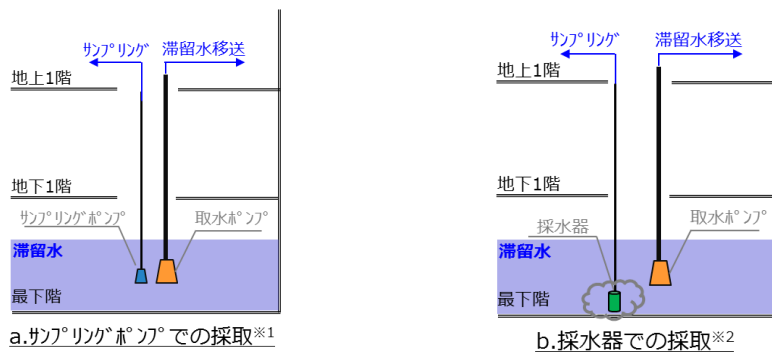 ｻﾝﾌﾟﾘﾝｸﾞ
滞留水移送
地上1階
地下1階
ｻﾝﾌﾟﾘﾝｸﾞﾎﾟﾝﾌﾟ
取水ﾎﾟﾝﾌﾟ
滞留水
最下階
a.ｻﾝﾌﾟﾘﾝｸﾞﾎﾟﾝﾌﾟでの採取※1
ｻﾝﾌﾟﾘﾝｸﾞ
滞留水移送
地上1階
地下1階
採水器
取水ﾎﾟﾝﾌﾟ
滞留水
最下階
b.採水器での採取※2